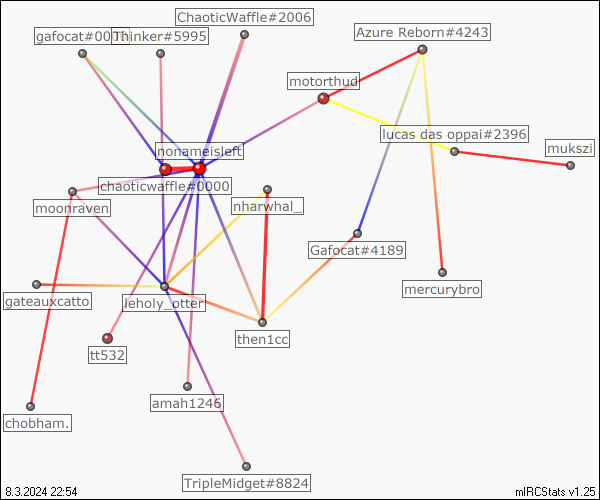 ChaoticWaffle#2006
gafocat#0
Thinker#5995
Azure Reborn#4243
motorthud
lucas das oppai#2396
mukszi
nonameisleft
chaoticwaffle#0000
moonraven
nharwhal_
Gafocat#4189
mercurybro
gateauxcatto
leholy_otter
then1cc
tt532
amah1246
chobham.
TripleMidget#8824
8.3.2024 22:54
mIRCStats v1.25